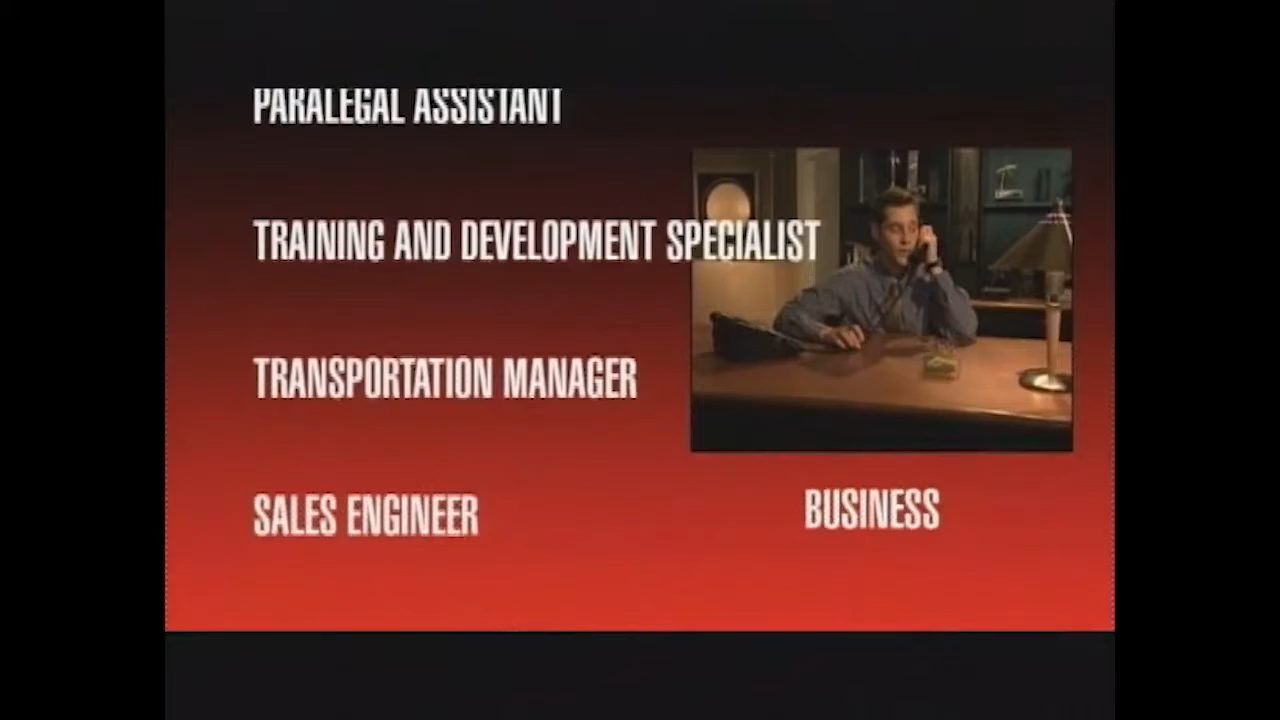 PARALEGAL ASSISTANT
TRAINING AND DEVELOPMENT SPECIALIST
TRANSPORTATION MANAGER
SALES ENGINEER
BUSINESS